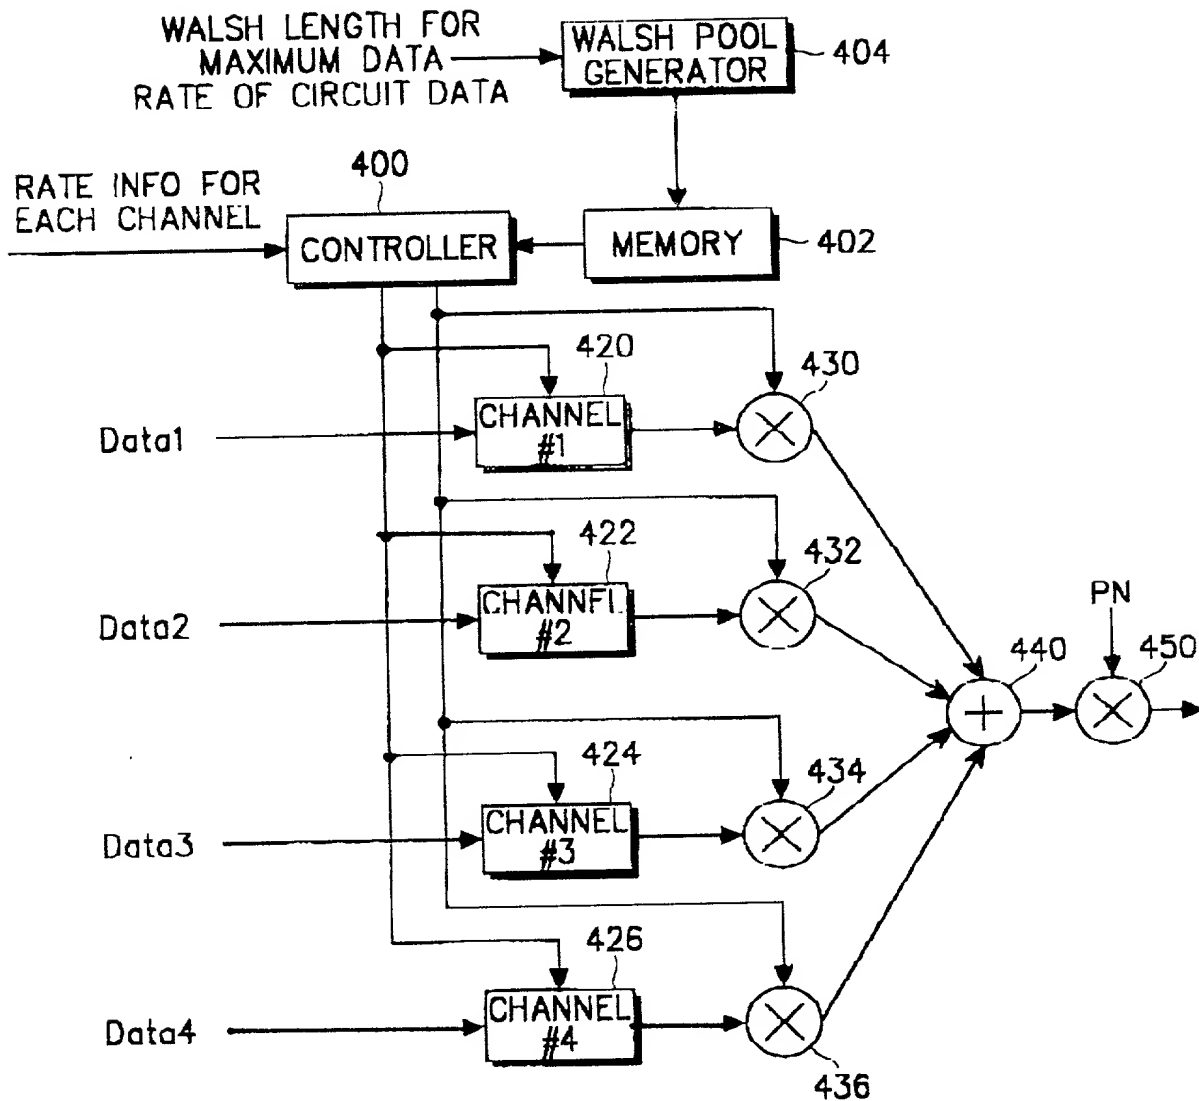 WALSH LENGTH FOR
MAXIMUM DATA
RATE OF CIRCUIT DATA
WALSH POOL
GENERATOR
404
400
RATE INFO FOR
EACH CHANNEL
CONTROLLER
MEMORY
402
420
430
Data1
CHANNEL
#1
422
432
Data2
CHANNEL
#2
PN
440
450
424
434
Data3
CHANNEL
#3
426
Data4
CHANNEL
#4
436